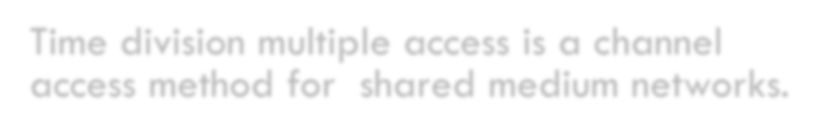 Time division multiple access is a channel
access method for  shared medium networks.